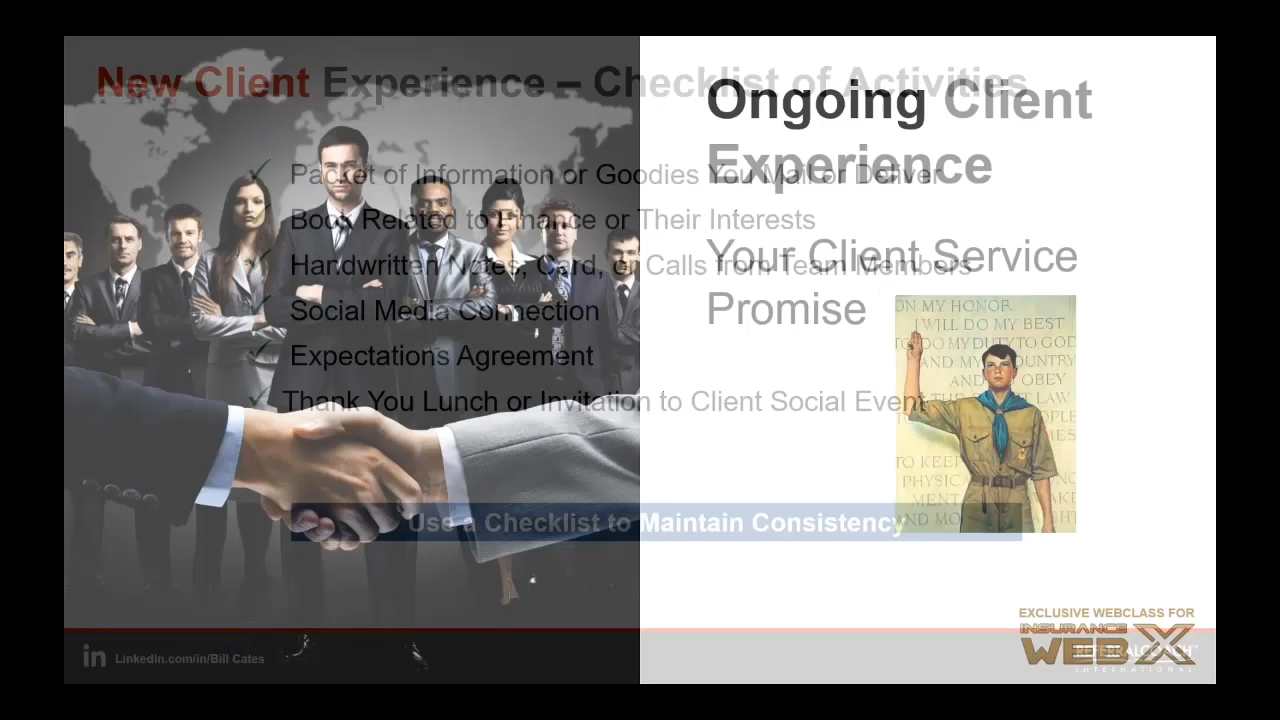 New Client Experience – Checklist of Activities
Packet of Information or Goodies You Mail or Deliver
Book Related to Finance or Their Interests
Handwritten Notes, Card, or Calls from Team Members
Social Media Connection
Expectations Agreement
Thank You Lunch or Invitation to Client Social Event
Use a Checklist to Maintain Consistency
Ongoing Client
Experience
Your Client Service
Promise
ON MY HONOR
I WILL DO MY BEST
TO DO MY DUTY TO GOD
AND MY COUNTRY
AND OBEY
LAW
TO KEEP
PHYSIC
MENT
AND MO
EXCLUSIVE WEBCLASS FOR
INSURANCE
WEB X
REFERRAL COACH
INTERNATIONAL
in LinkedIn.com/in/Bill Cates